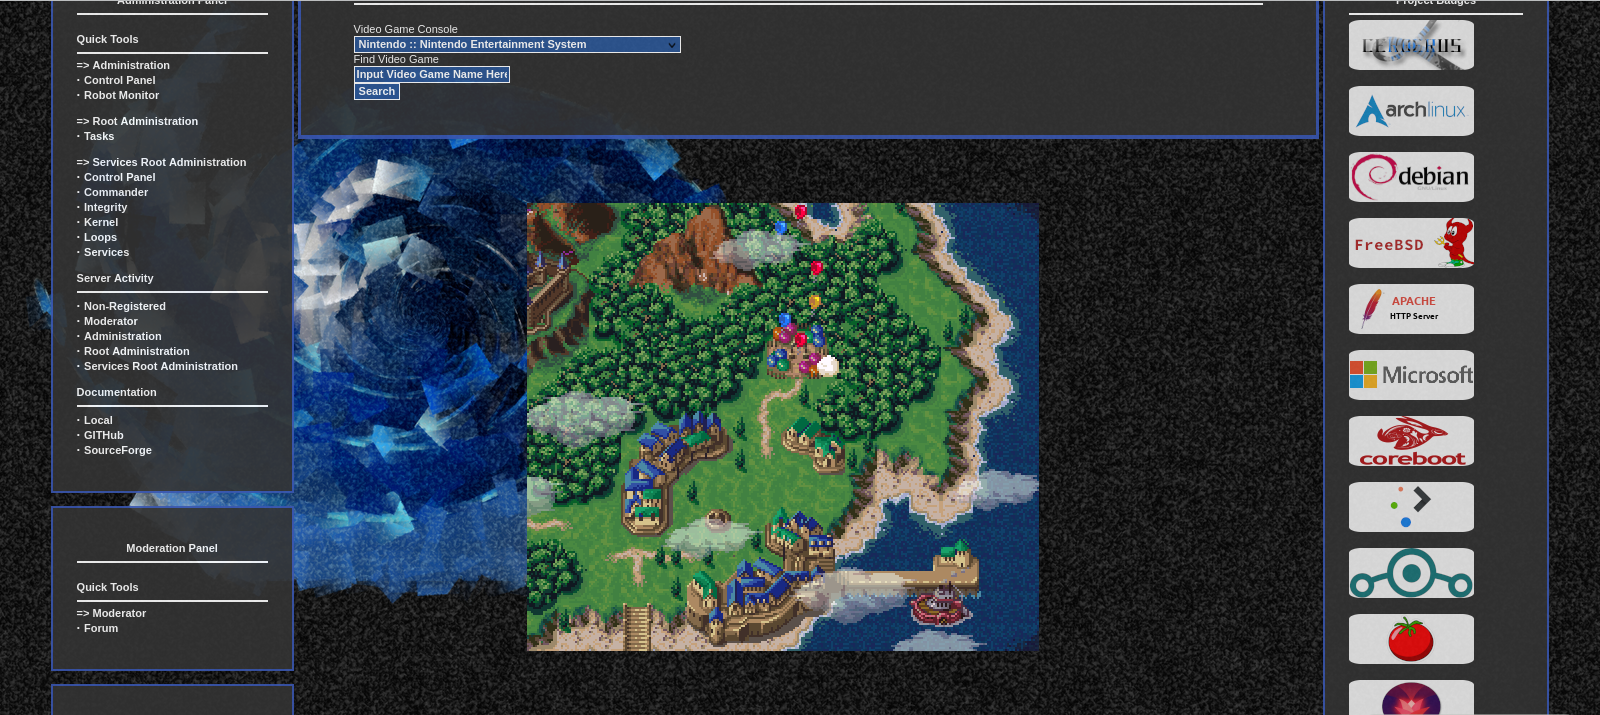 Administration Panel
Quick Tools
=> Administration
· Control Panel
· Robot Monitor
=> Root Administration
· Tasks
=> Services Root Administration
· Control Panel
· Commander
· Integrity
· Kernel
· Loops
· Services
Server Activity
· Non-Registered
· Moderator
· Administration
· Root Administration
· Services Root Administration
Documentation
· Local
· GITHub
· SourceForge
Moderation Panel
Quick Tools
=> Moderator
· Forum
Video Game Console
Nintendo :: Nintendo Entertainment System
Find Video Game
Input Video Game Name Here
Search
Project Badges
CERBERUS
archlinux
debian
FreeBSD
APACHE
HTTP Server
Microsoft
coreboot